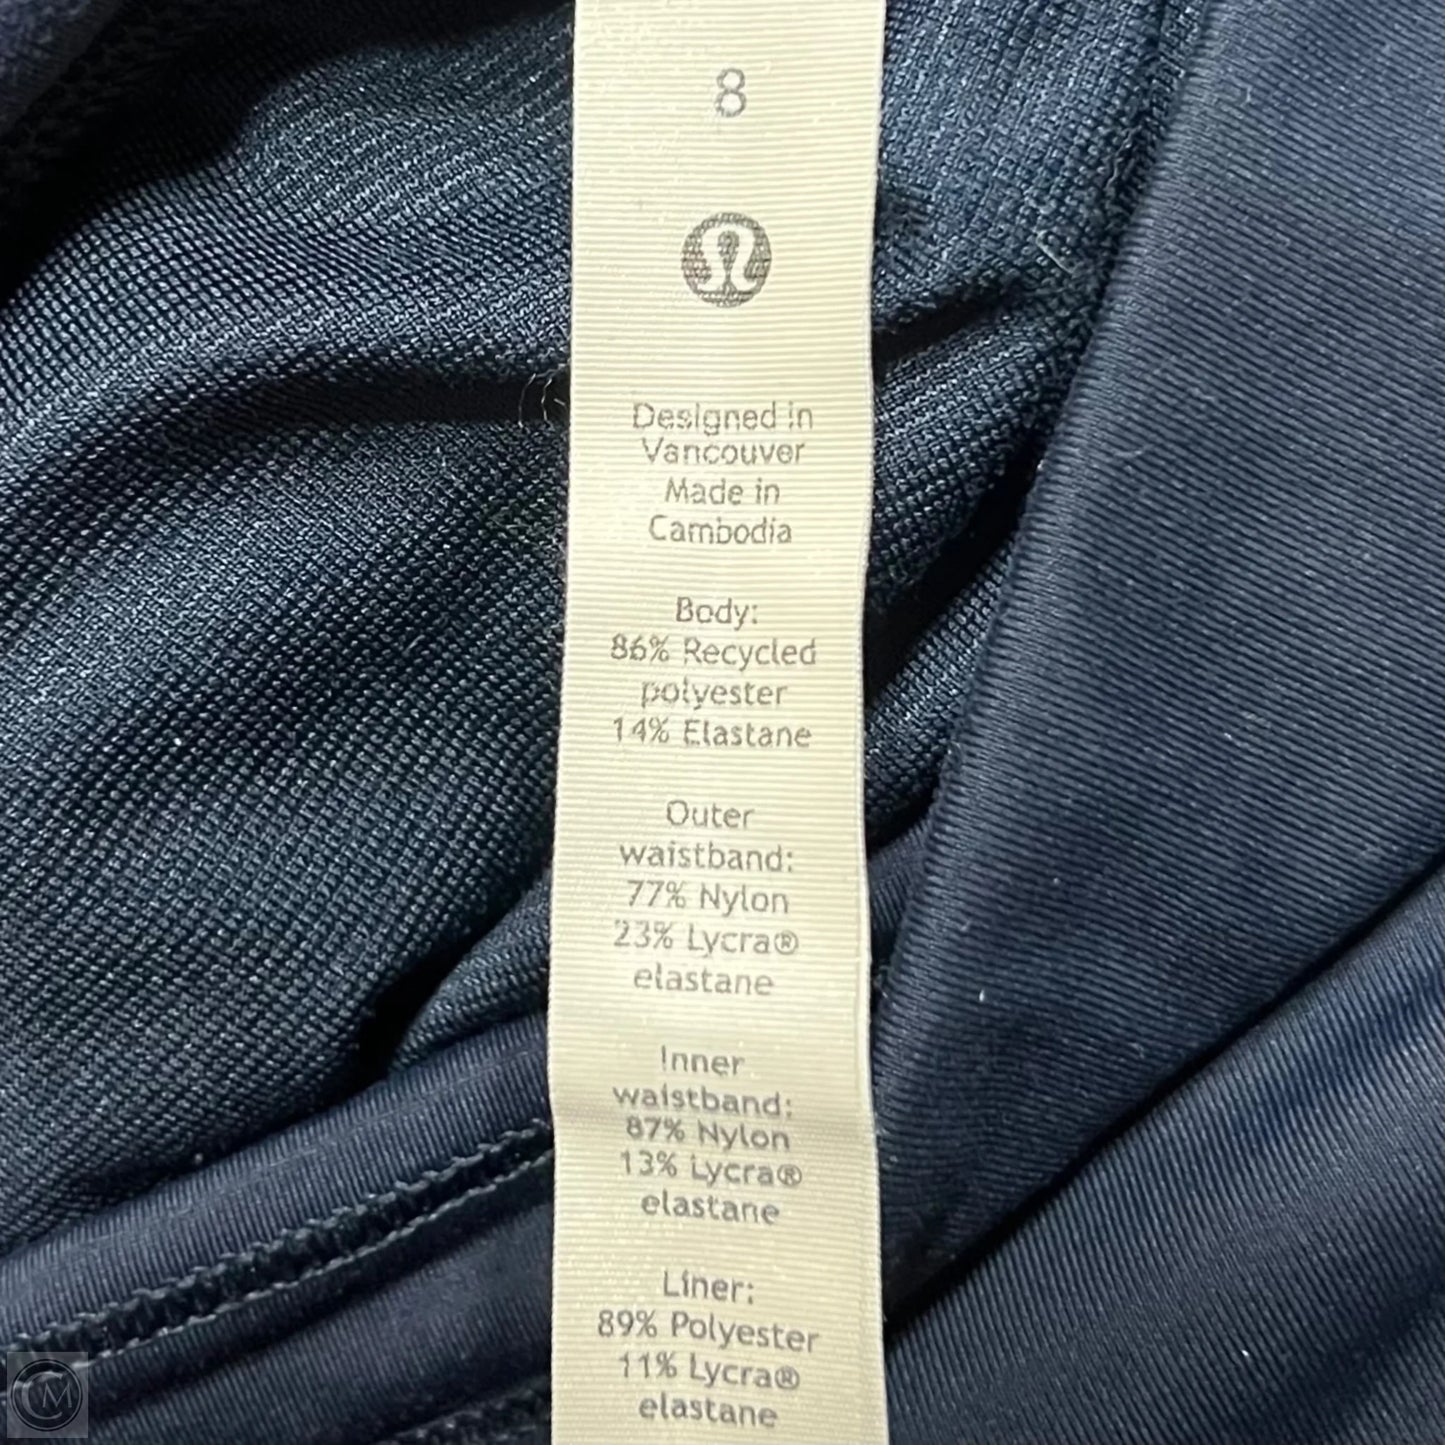 8
Designed in
Vancouver
Made in
Cambodia
Body:
86% Recycled
polyester
14% Elastane
Outer
waistband:
77% Nylon
23% Lycra®
elastane
Inner
waistband:
87% Nylon
13% Lycra®
elastane
Liner:
89% Polyester
11% Lycra®
elastane
CM